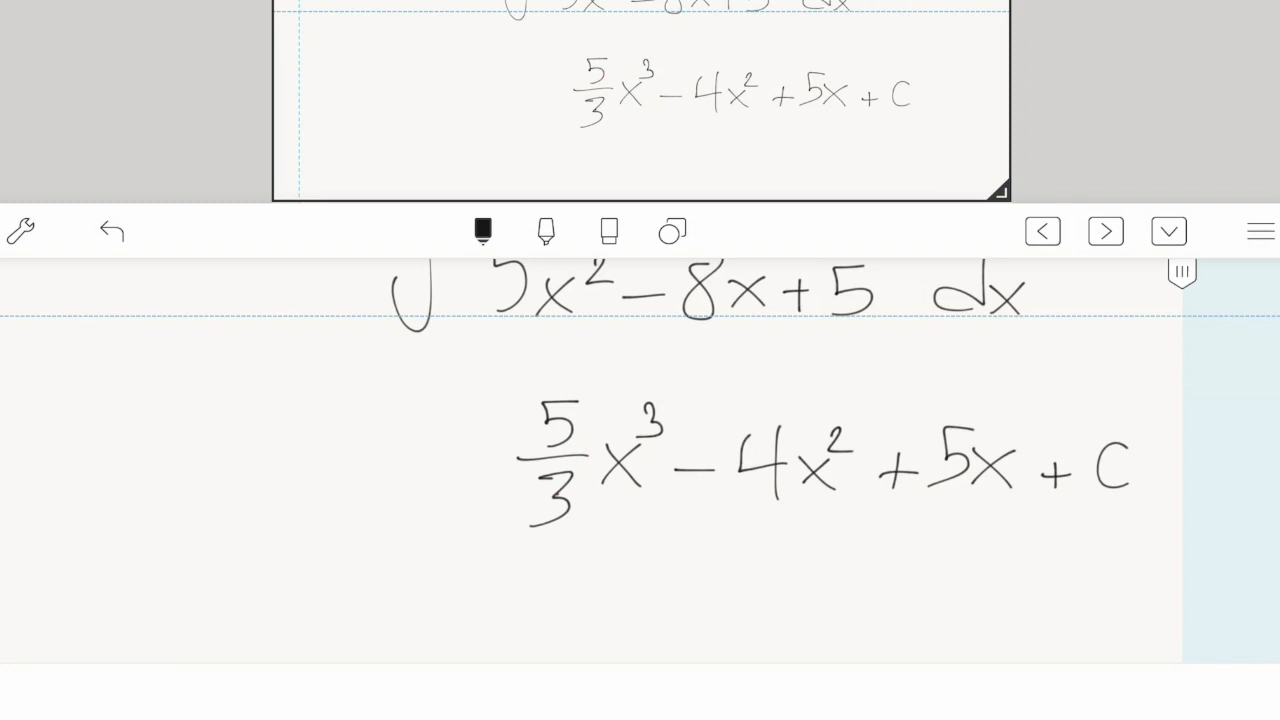 ∫ 5x² − 8x + 5 dx
5/3 x³ − 4x² + 5x + C
∫ 5x² − 8x + 5 dx
5/3 x³ − 4x² + 5x + C